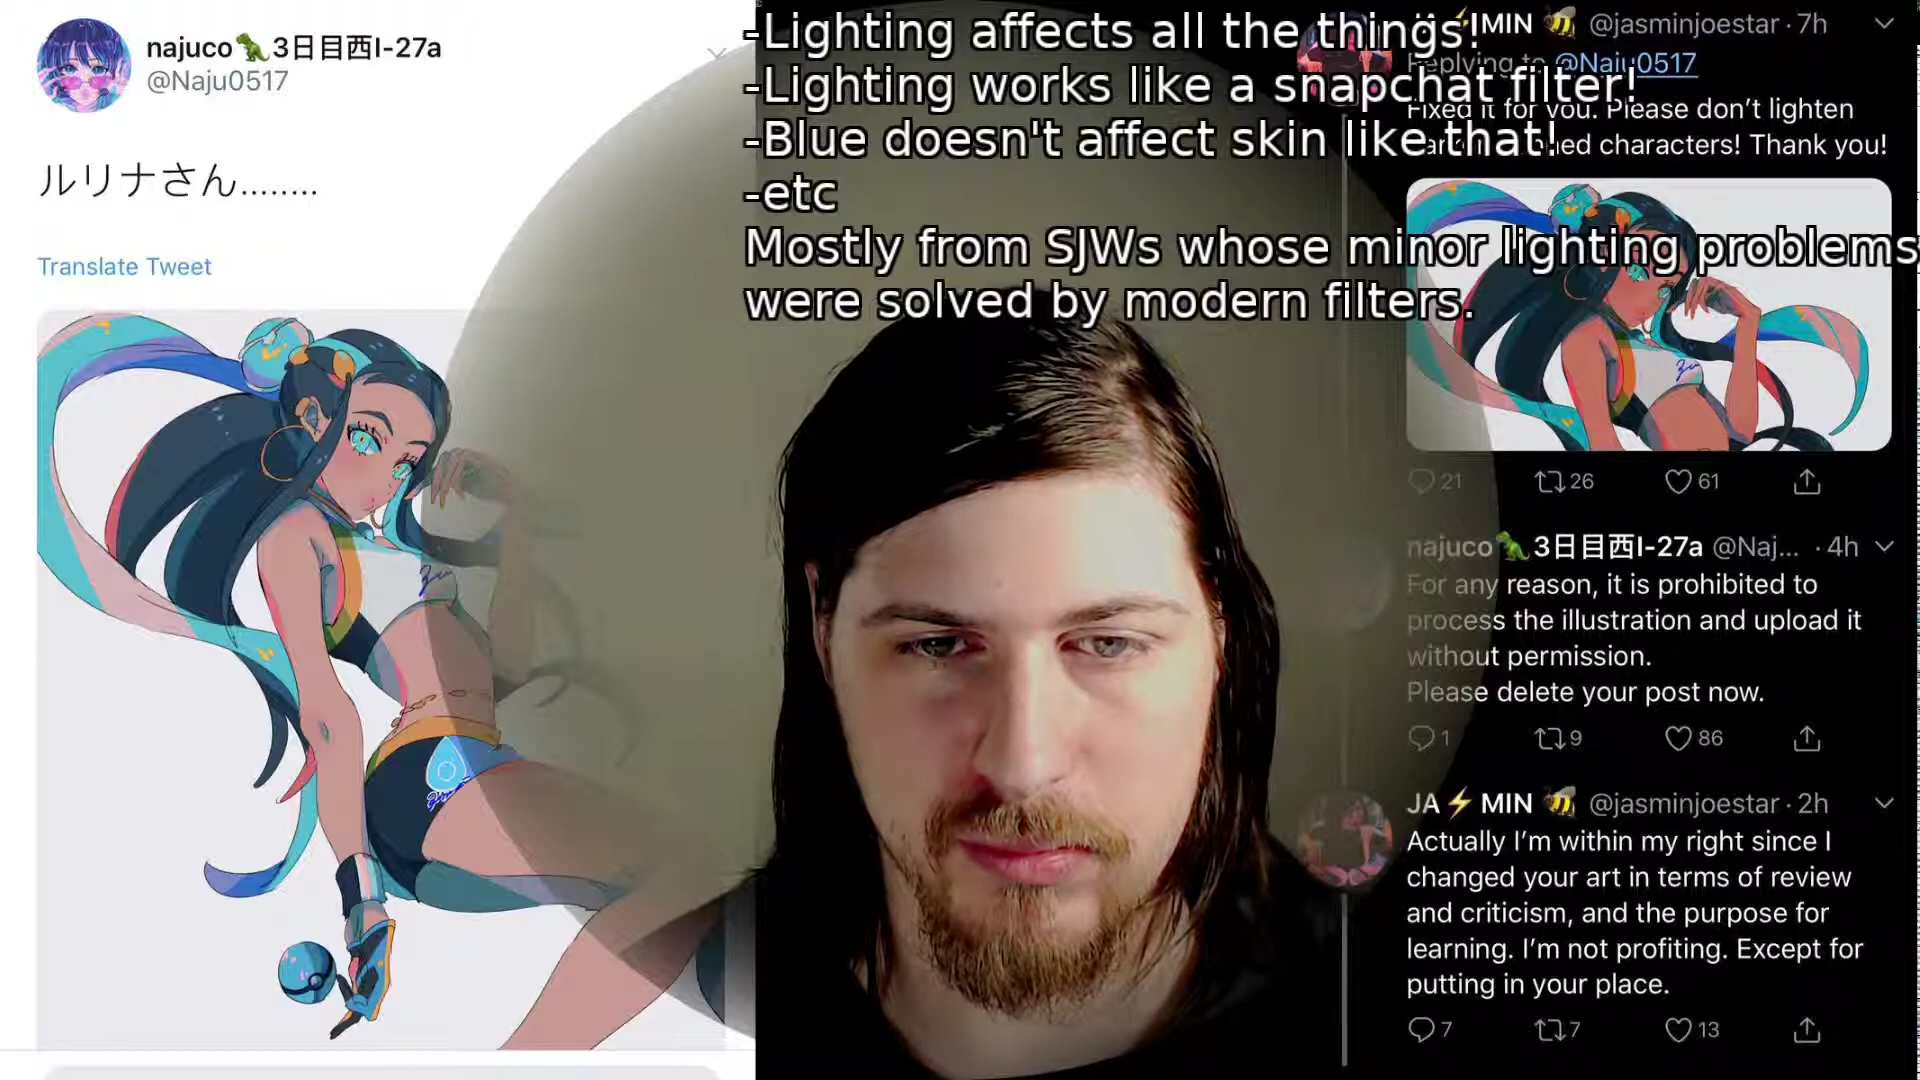 najuco🦖3日目西I-27a
@Naju0517
ルリナさん........
Translate Tweet
-Lighting affects all the things!
-Lighting works like a snapchat filter!
-Blue doesn't affect skin like that!
-etc
Mostly from SJWs whose minor lighting problems
were solved by modern filters.
⚡MIN 🐝 @jasminjoestar · 7h
Replying to @Naju0517
Fixed it for you. Please don’t lighten
characters! Thank you!
21 26 61
najuco🦖3日目西I-27a @Naj... · 4h
For any reason, it is prohibited to
process the illustration and upload it
without permission.
Please delete your post now.
1 9 86
JA⚡MIN 🐝 @jasminjoestar · 2h
Actually I’m within my right since I
changed your art in terms of review
and criticism, and the purpose for
learning. I’m not profiting. Except for
putting in your place.
7 7 13